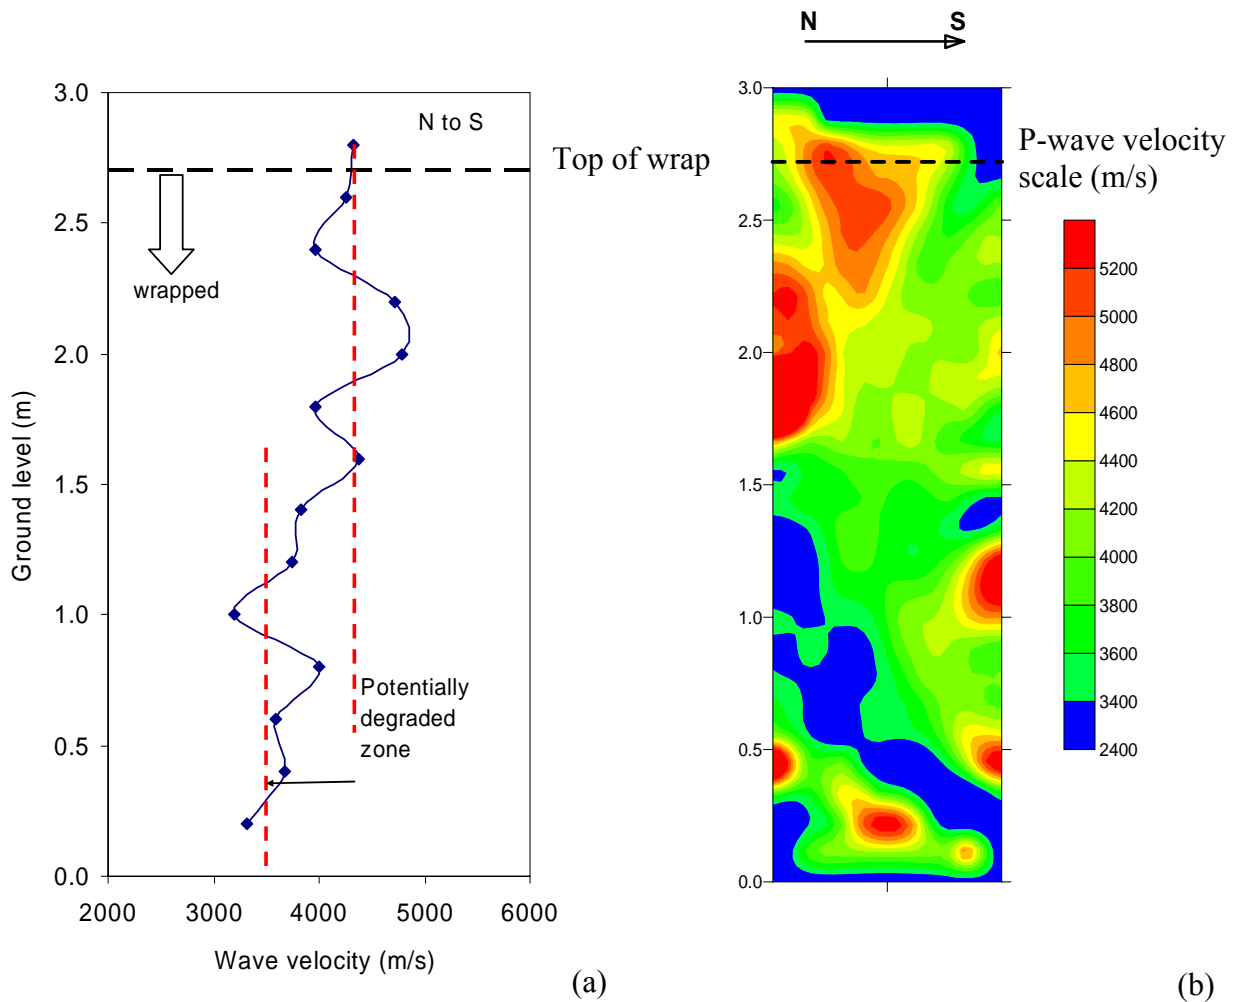 N S
3.0
N to S
Top of wrap
2.5
wrapped
2.0
Ground level (m)
1.5
1.0
Potentially
degraded
zone
0.5
0.0
2000 3000 4000 5000 6000
Wave velocity (m/s)
(a)
3.0
2.5
2.0
1.5
1.0
0.5
0.0
P-wave velocity
scale (m/s)
5200
5000
4800
4600
4400
4200
4000
3800
3600
3400
2400
(b)